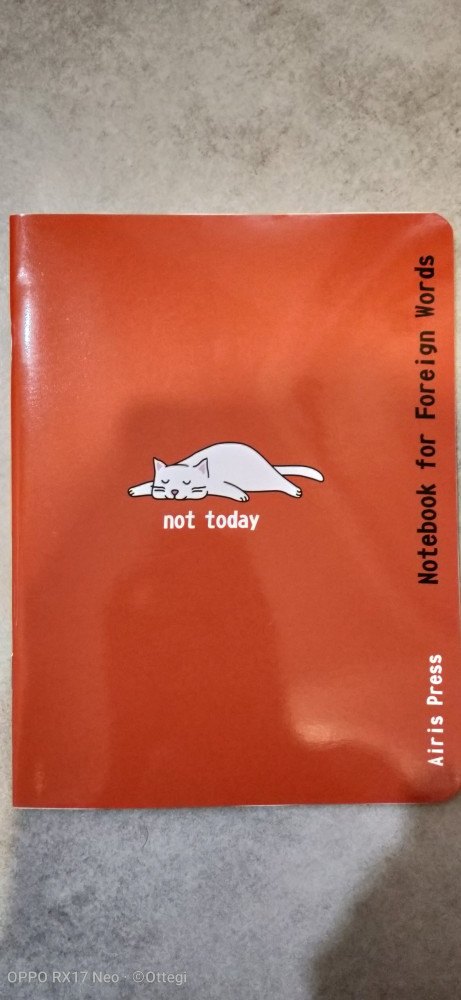 not today
Notebook for Foreign Words
Airis Press
OPPO RX17 Neo · ©Ottegi